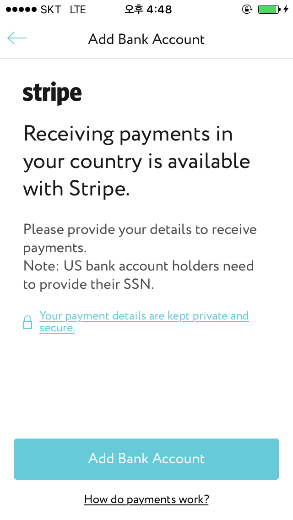 SKT LTE 오후 4:48
Add Bank Account
stripe
Receiving payments in
your country is available
with Stripe.
Please provide your details to receive
payments.
Note: US bank account holders need
to provide their SSN.
Your payment details are kept private and
secure.
Add Bank Account
How do payments work?